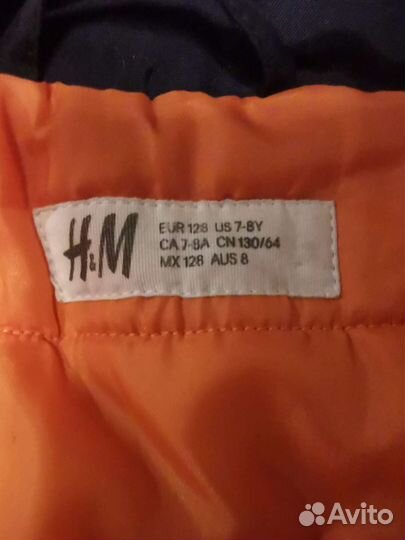 H&M
EUR 128 US 7-8Y
CA 7-8A CN 130/64
MX 128 AUS 8
Avito